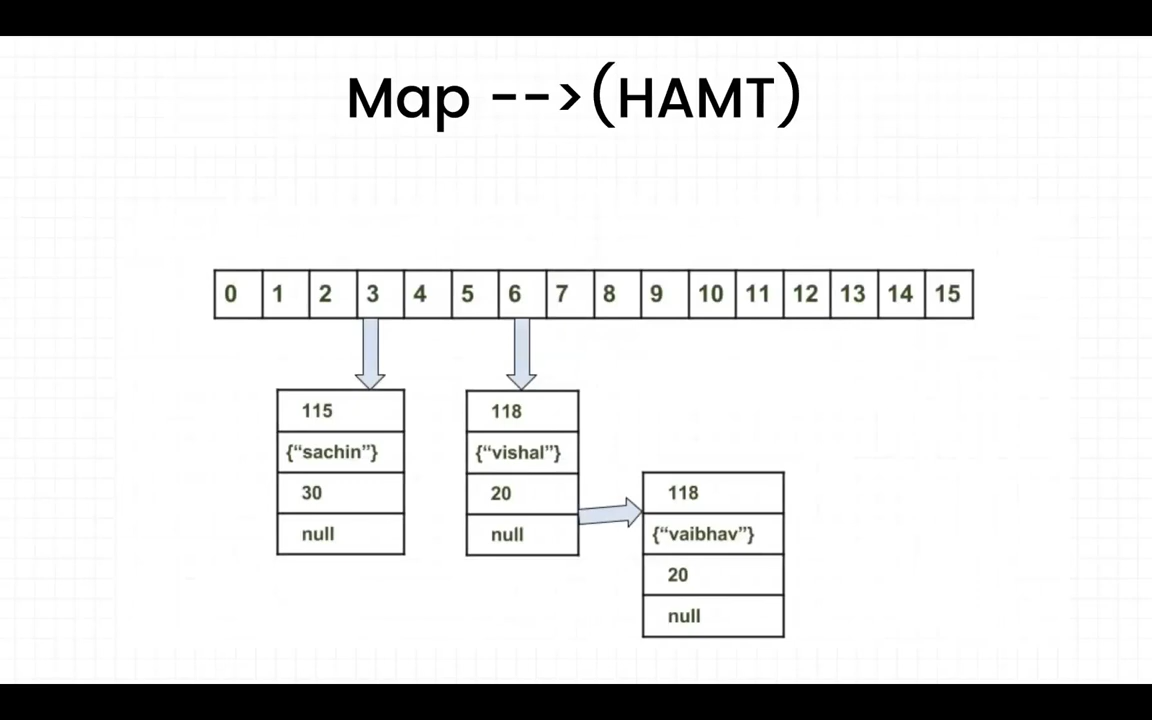 Map -->(HAMT)
0 1 2 3 4 5 6 7 8 9 10 11 12 13 14 15
115
{“sachin”}
30
null
118
{“vishal”}
20
null
118
{“vaibhav”}
20
null